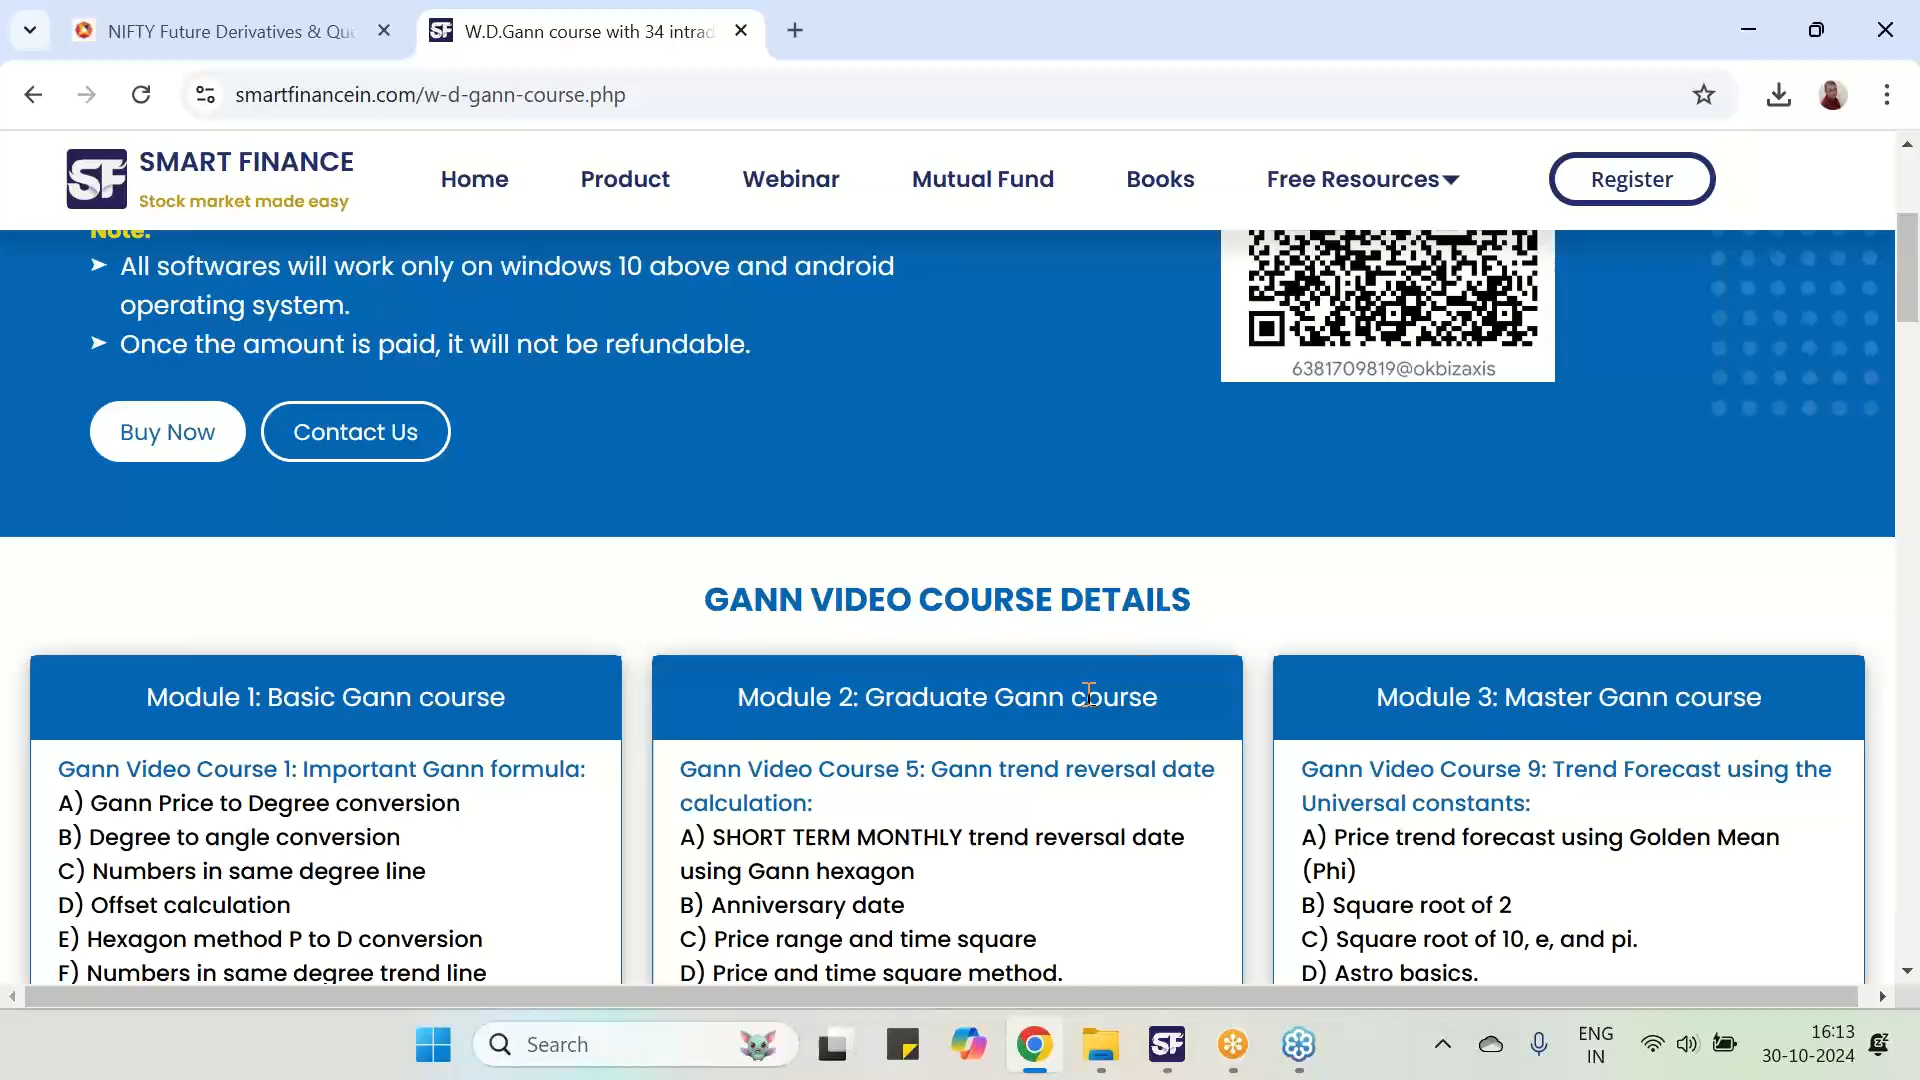 NIFTY Future Derivatives & Qu
W.D.Gann course with 34 intrad
smartfinancein.com/w-d-gann-course.php
SF
SMART FINANCE
Stock market made easy
Home
Product
Webinar
Mutual Fund
Books
Free Resources
Register
Note:
➤ All softwares will work only on windows 10 above and android
operating system.
➤ Once the amount is paid, it will not be refundable.
6381709819@okbizaxis
Buy Now
Contact Us
GANN VIDEO COURSE DETAILS
Module 1: Basic Gann course
Gann Video Course 1: Important Gann formula:
A) Gann Price to Degree conversion
B) Degree to angle conversion
C) Numbers in same degree line
D) Offset calculation
E) Hexagon method P to D conversion
F) Numbers in same degree trend line
Module 2: Graduate Gann course
Gann Video Course 5: Gann trend reversal date
calculation:
A) SHORT TERM MONTHLY trend reversal date
using Gann hexagon
B) Anniversary date
C) Price range and time square
D) Price and time square method.
Module 3: Master Gann course
Gann Video Course 9: Trend Forecast using the
Universal constants:
A) Price trend forecast using Golden Mean
(Phi)
B) Square root of 2
C) Square root of 10, e, and pi.
D) Astro basics.
Search
SF
ENG
IN
16:13
30-10-2024